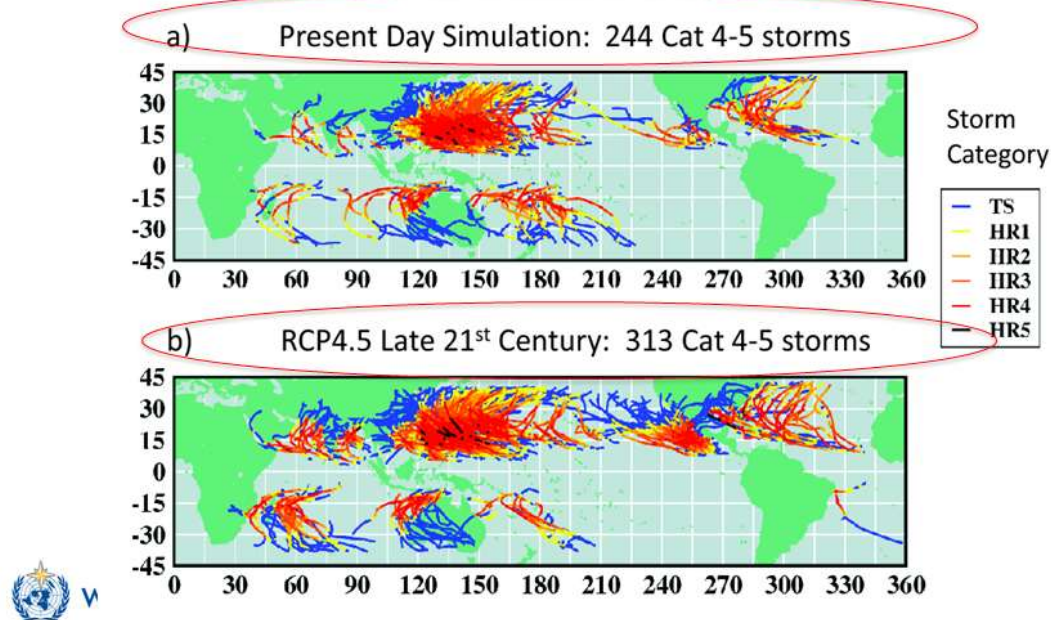 a) Present Day Simulation: 244 Cat 4-5 storms
45
30
15
0
-15
-30
-45
0 30 60 90 120 150 180 210 240 270 300 330 360
Storm
Category
TS
HR1
HR2
HR3
HR4
HR5
b) RCP4.5 Late 21st Century: 313 Cat 4-5 storms
45
30
15
0
-15
-30
-45
0 30 60 90 120 150 180 210 240 270 300 330 360